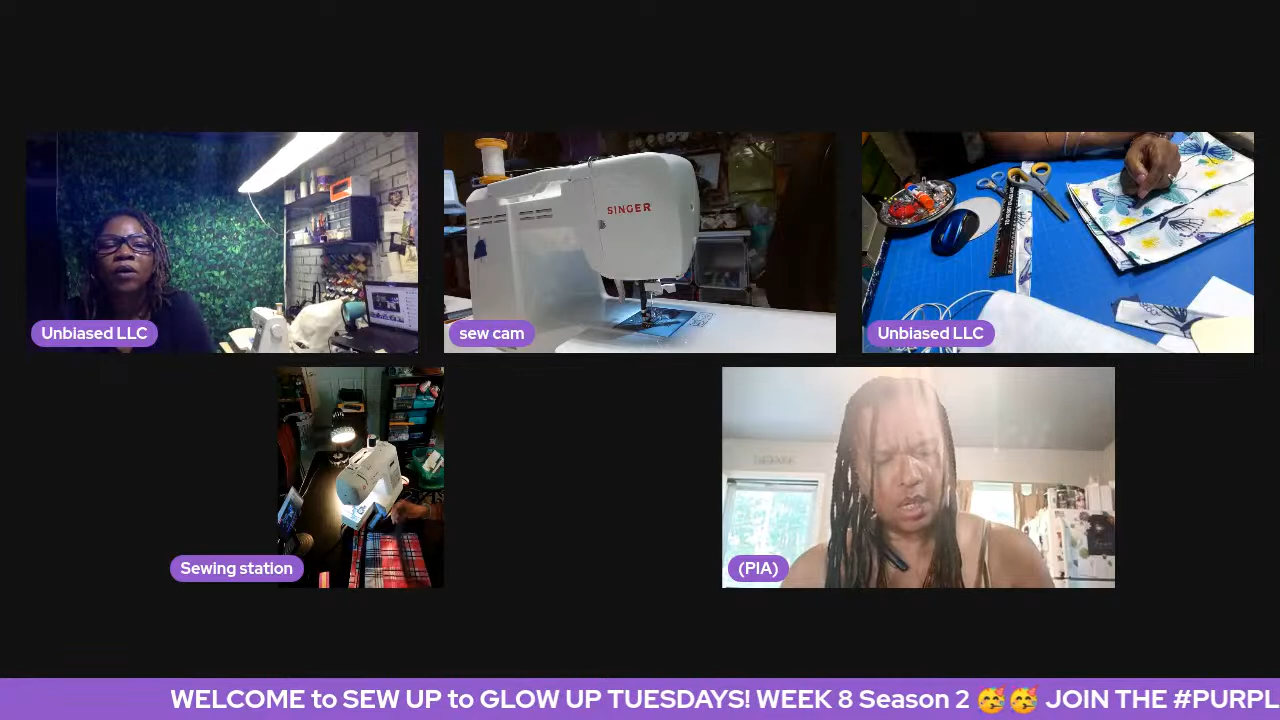 SINGER
Unbiased LLC
sew cam
Unbiased LLC
Sewing station
(PIA)
WELCOME to SEW UP to GLOW UP TUESDAYS! WEEK 8 Season 2 🥳🥳 JOIN THE #PURPL